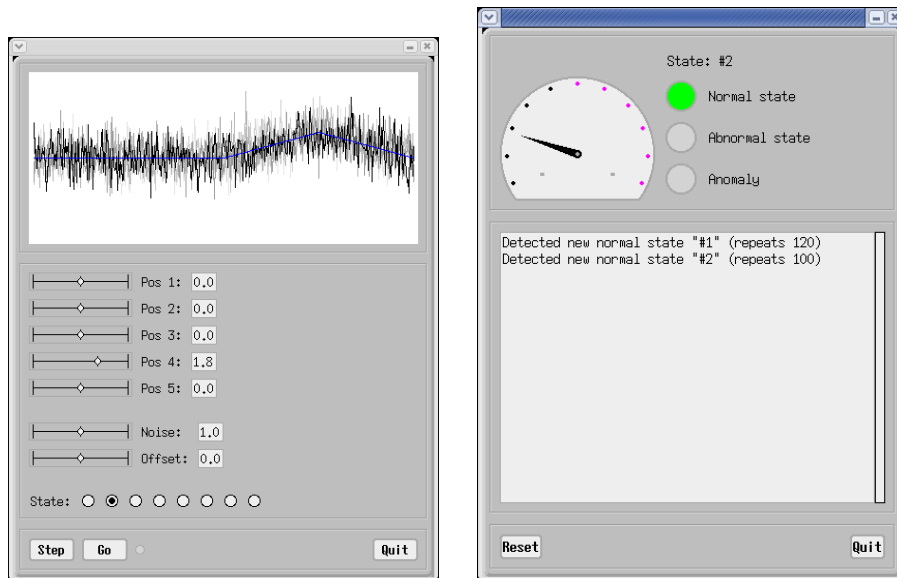 Pos 1: 0.0
Pos 2: 0.0
Pos 3: 0.0
Pos 4: 1.8
Pos 5: 0.0
Noise: 1.0
Offset: 0.0
State:
Step Go Quit
State: #2
Normal state
Abnormal state
Anomaly
Detected new normal state "#1" (repeats 120)
Detected new normal state "#2" (repeats 100)
Reset Quit